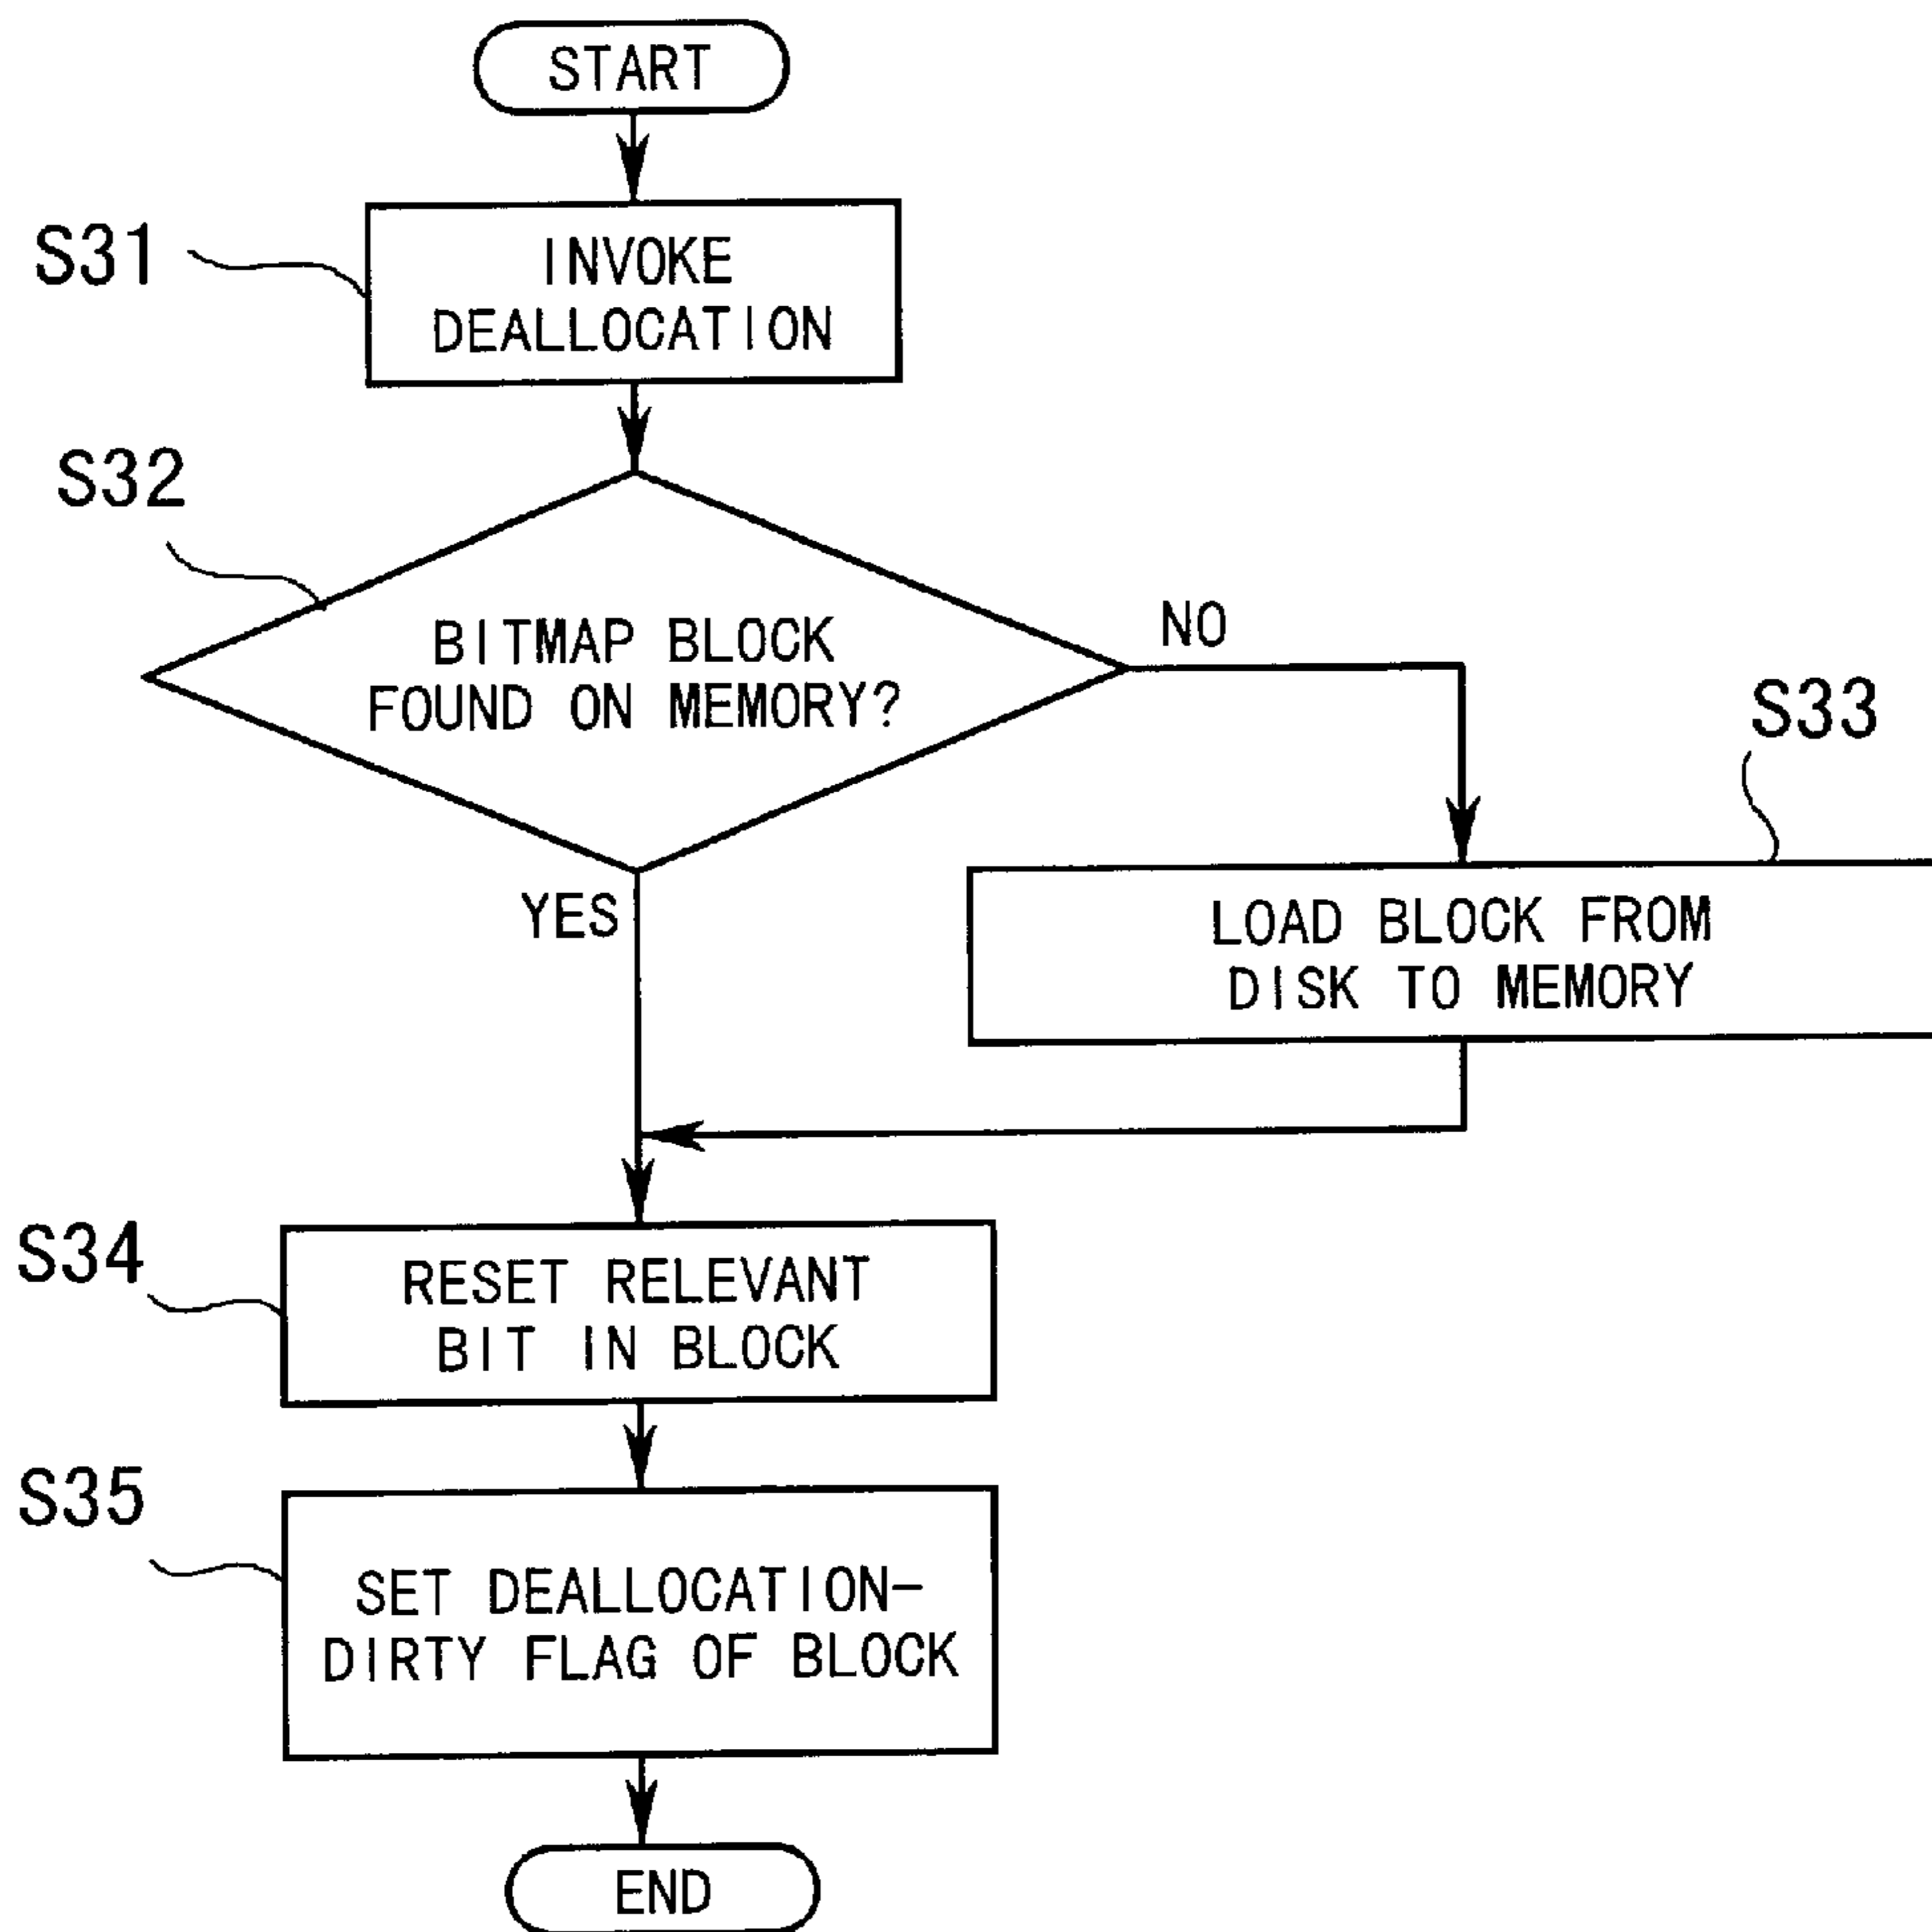 START
S31
INVOKE
DEALLOCATION
S32
BITMAP BLOCK
FOUND ON MEMORY?
NO
YES
S33
LOAD BLOCK FROM
DISK TO MEMORY
S34
RESET RELEVANT
BIT IN BLOCK
S35
SET DEALLOCATION-
DIRTY FLAG OF BLOCK
END